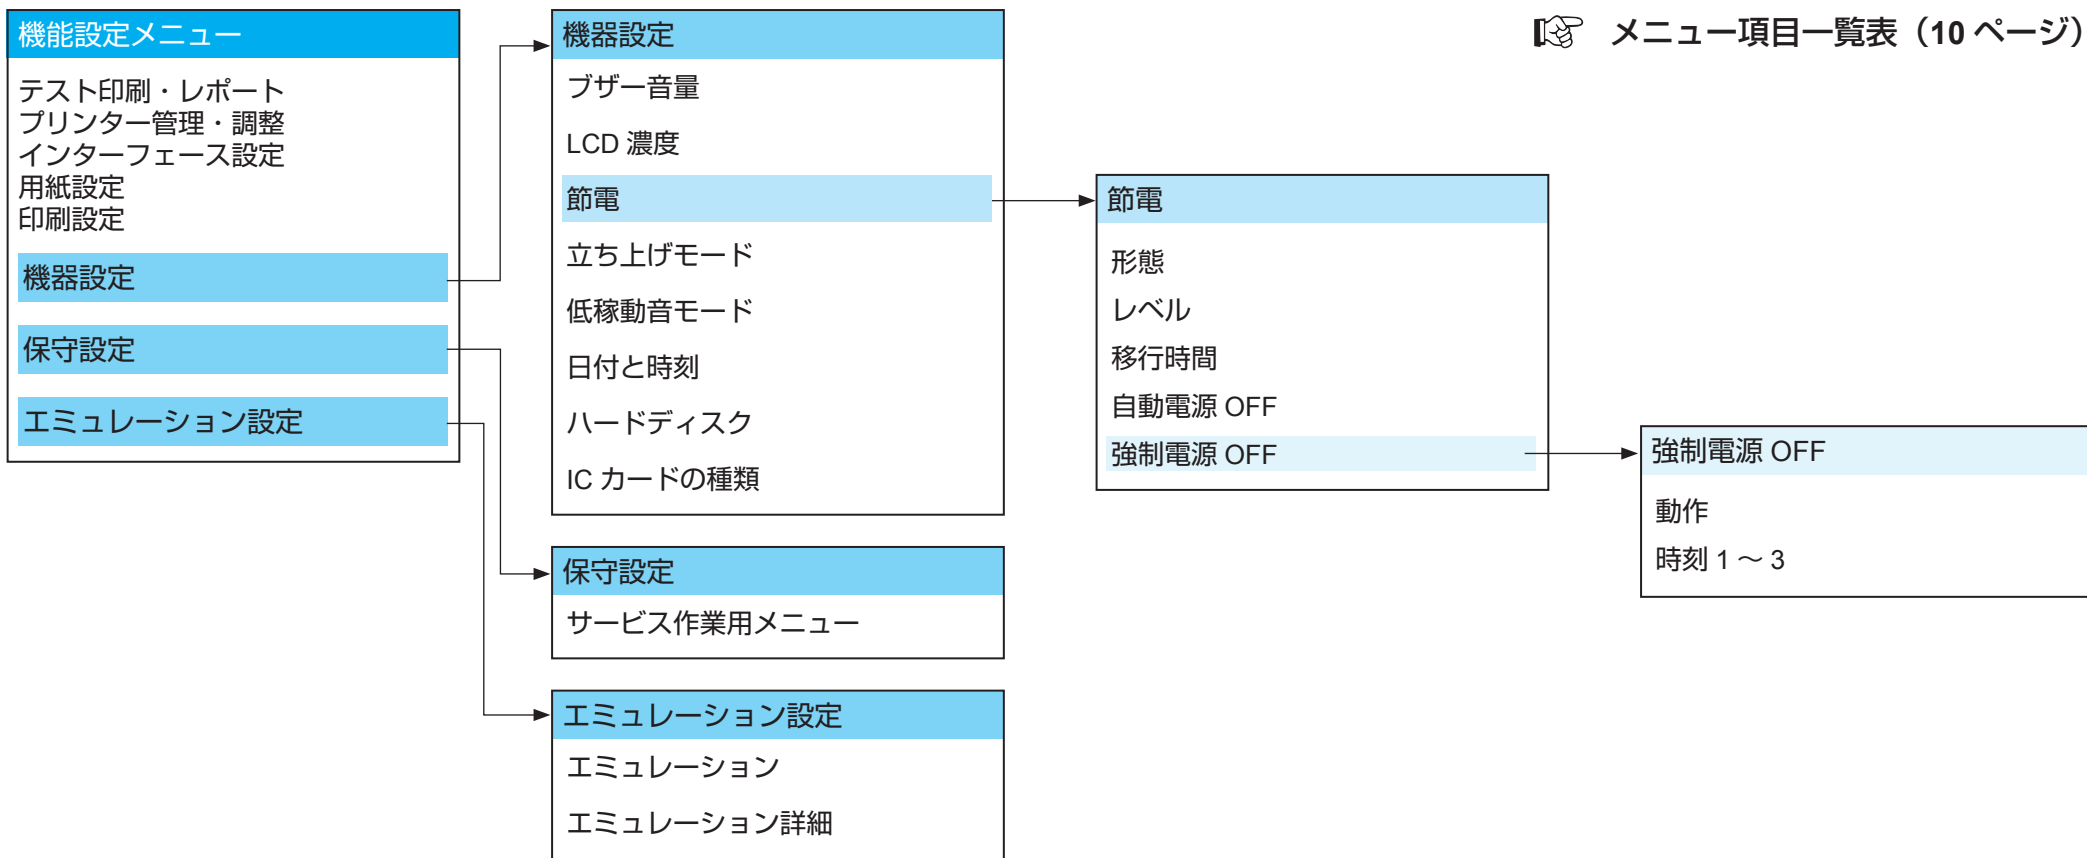 機能設定メニュー
テスト印刷・レポート
プリンター管理・調整
インターフェース設定
用紙設定
印刷設定
機器設定
保守設定
エミュレーション設定
機器設定
ブザー音量
LCD 濃度
節電
立ち上げモード
低稼動音モード
日付と時刻
ハードディスク
IC カードの種類
保守設定
サービス作業用メニュー
エミュレーション設定
エミュレーション
エミュレーション詳細
節電
形態
レベル
移行時間
自動電源 OFF
強制電源 OFF
強制電源 OFF
動作
時刻 1 ～ 3
メニュー項目一覧表（10 ページ）